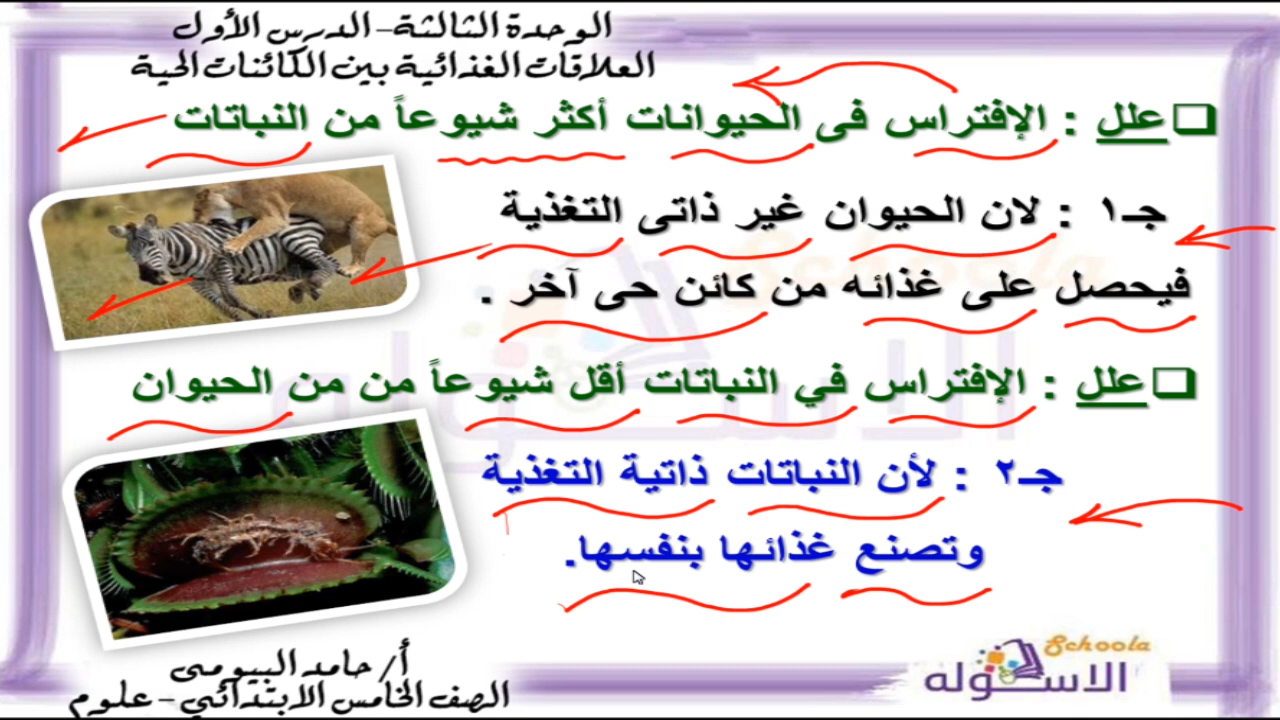 الوحدة الثالثة - الدرس الأول
العلاقات الغذائية بين الكائنات الحية
علل : الإفتراس فى الحيوانات أكثر شيوعاً من النباتات
جـ١ : لان الحيوان غير ذاتى التغذية
فيحصل على غذائه من كائن حى آخر .
علل : الإفتراس في النباتات أقل شيوعاً من من الحيوان
جـ٢ : لأن النباتات ذاتية التغذية
وتصنع غذائها بنفسها.
أ/ حامد البيومى
الصف الخامس الابتدائي - علوم
Schoola
الاسكوله